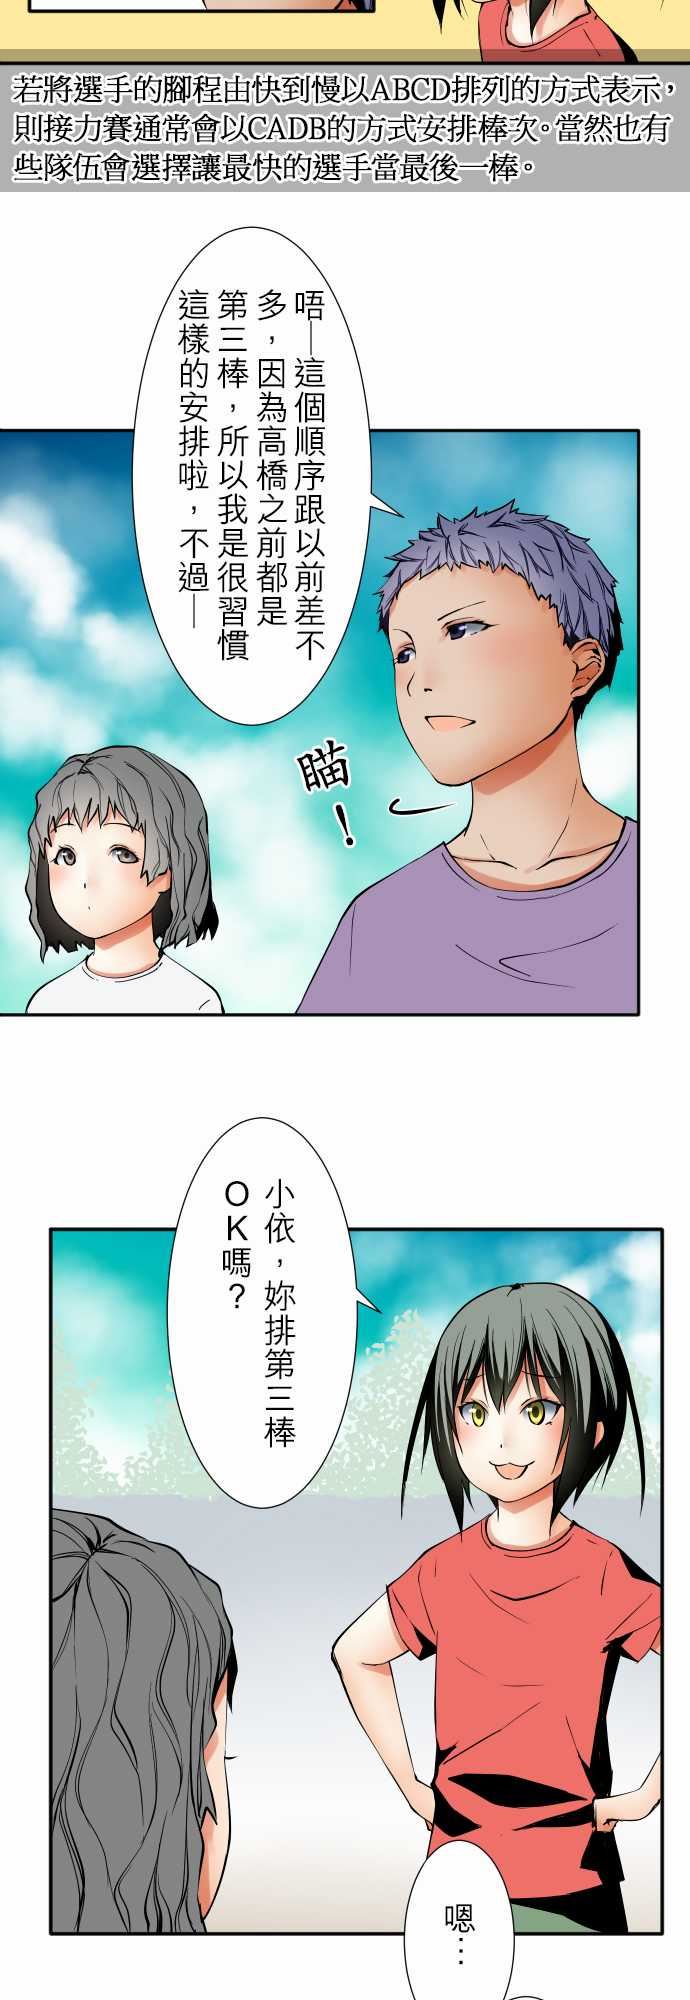 若將選手的腳程由快到慢以ABCD排列的方式表示，
則接力賽通常會以CADB的方式安排棒次。當然也有
些隊伍會選擇讓最快的選手當最後一棒。
唔—這個順序跟以前差不
多，因為高橋之前都是
第三棒，所以我是很習慣
這樣的安排啦，不過—
瞄！
小依，妳排第三棒
OK嗎？
嗯…